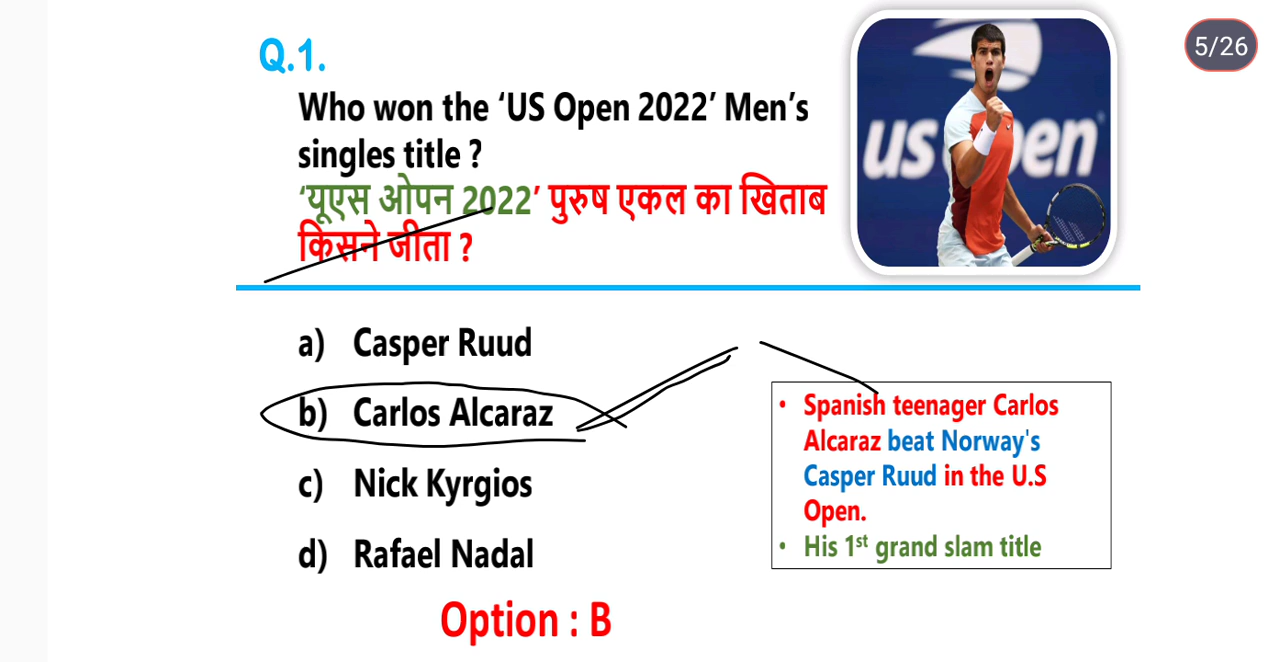 5/26
Q.1.
Who won the ‘US Open 2022’ Men’s
singles title ?
‘यूएस ओपन 2022’ पुरुष एकल का खिताब
किसने जीता ?
us open
a) Casper Ruud
b) Carlos Alcaraz
c) Nick Kyrgios
d) Rafael Nadal
Option : B
• Spanish teenager Carlos
Alcaraz beat Norway's
Casper Ruud in the U.S
Open.
• His 1st grand slam title